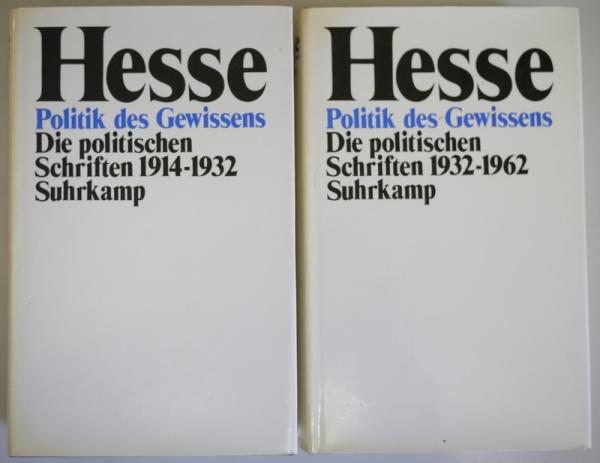 Hesse
Politik des Gewissens
Die politischen
Schriften 1914-1932
Suhrkamp
Hesse
Politik des Gewissens
Die politischen
Schriften 1932-1962
Suhrkamp